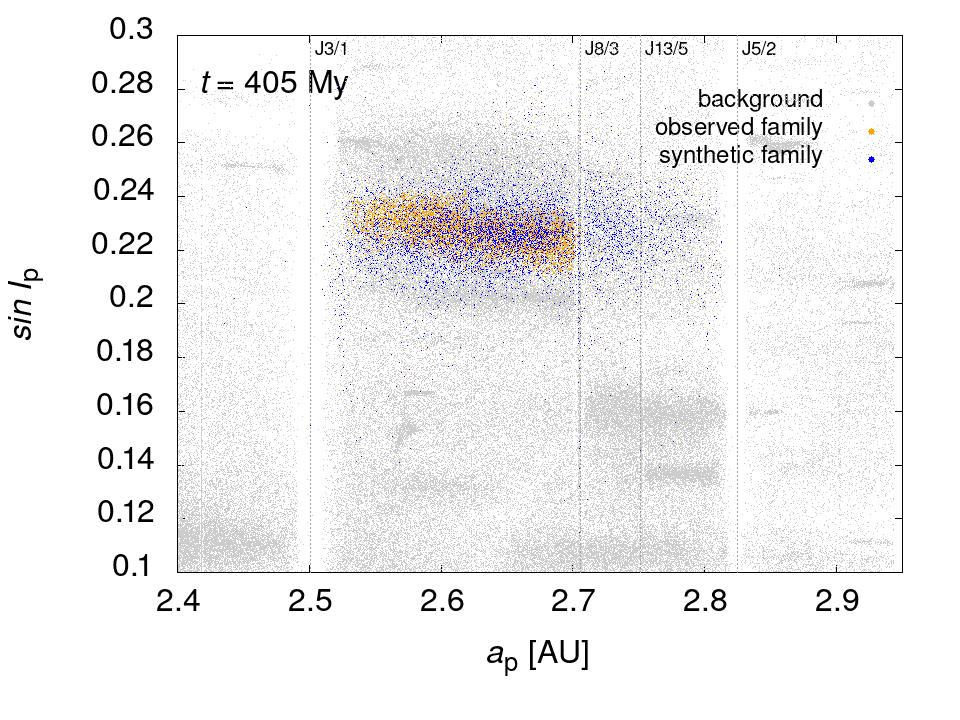 0.3
J3/1
J8/3
J13/5
J5/2
t = 405 My
0.28
background
observed family
0.26
synthetic family
0.24
0.22
0.2
0.18
0.16
0.14
0.12
0.1
sin Ip
2.4
2.5
2.6
2.7
2.8
2.9
ap [AU]